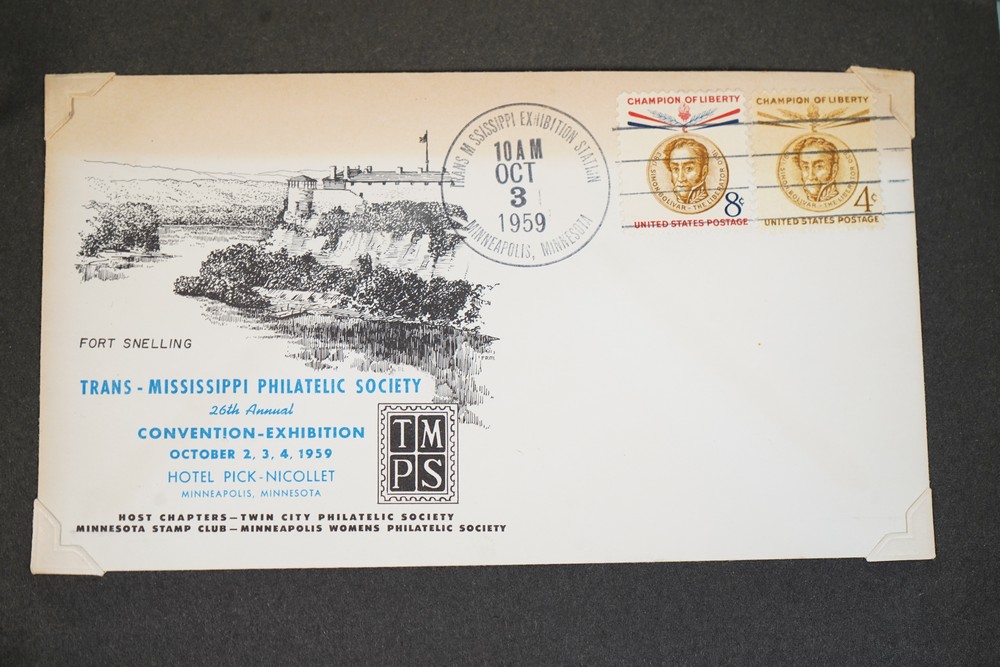 TRANS M SSISSIPPI EXHIBITION STATION
10 AM
OCT
3
1959
MINNEAPOLIS, MINNESOTA
CHAMPION OF LIBERTY
SIMON BOLIVAR - THE LIBERATOR
8c
UNITED STATES POSTAGE
CHAMPION OF LIBERTY
SIMON BOLIVAR - THE LIBERATOR
4c
UNITED STATES POSTAGE
FORT SNELLING
TRANS - MISSISSIPPI PHILATELIC SOCIETY
26th Annual
CONVENTION-EXHIBITION
OCTOBER 2, 3, 4, 1959
HOTEL PICK-NICOLLET
MINNEAPOLIS, MINNESOTA
TM
PS
HOST CHAPTERS—TWIN CITY PHILATELIC SOCIETY
MINNESOTA STAMP CLUB—MINNEAPOLIS WOMENS PHILATELIC SOCIETY